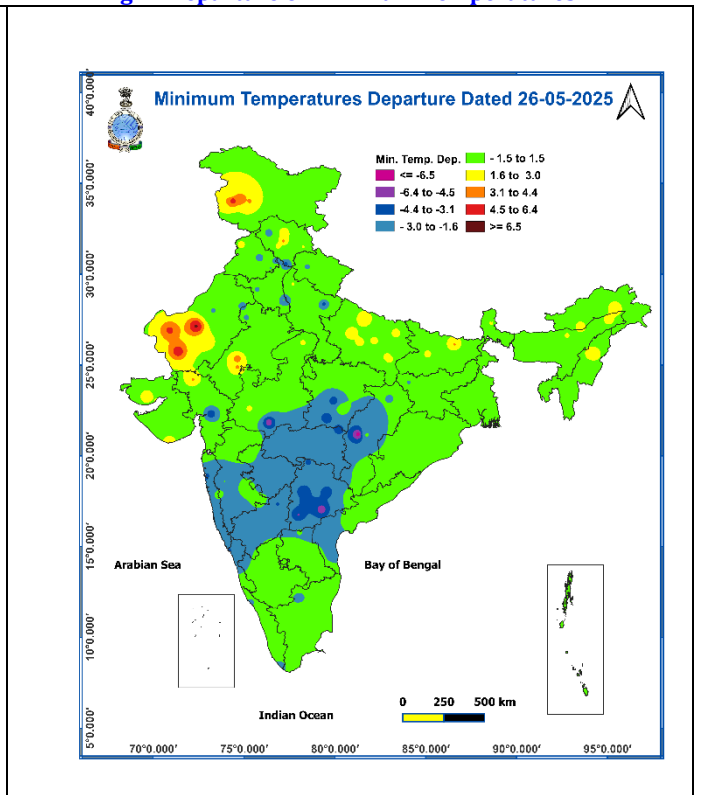 Minimum Temperatures Departure Dated 26-05-2025
Min. Temp. Dep.
<= -6.5
-6.4 to -4.5
-4.4 to -3.1
- 3.0 to -1.6
- 1.5 to 1.5
1.6 to 3.0
3.1 to 4.4
4.5 to 6.4
>= 6.5
40°0.000'
35°0.000'
30°0.000'
25°0.000'
20°0.000'
15°0.000'
10°0.000'
5°0.000'
Arabian Sea
Bay of Bengal
Indian Ocean
0 250 500 km
70°0.000' 75°0.000' 80°0.000' 85°0.000' 90°0.000' 95°0.000'